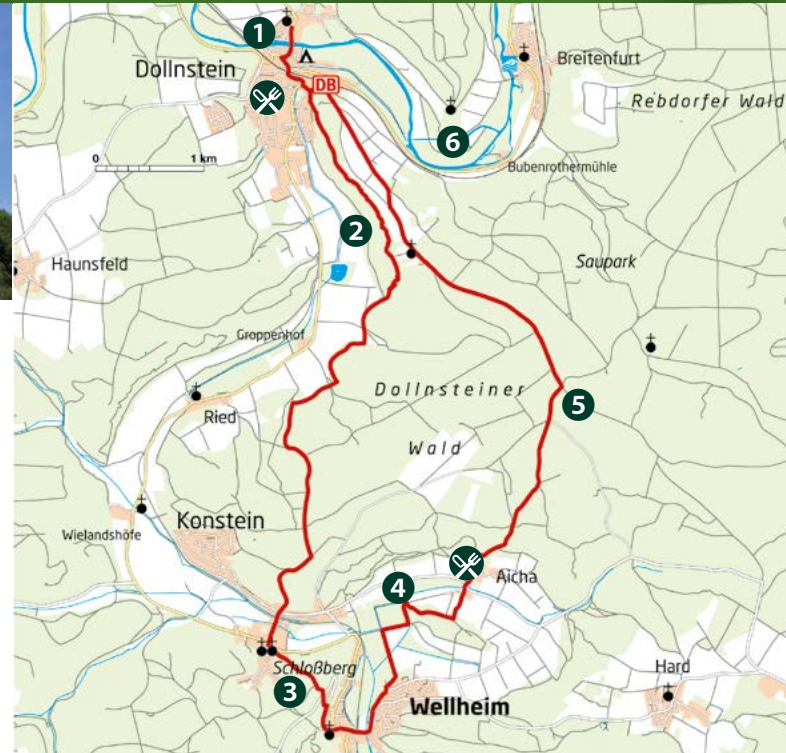 1
Dollnstein
DB
Breitenfurt
Rebdorfer Wald
6
0 1 km
Bubenrothermühle
2
Haunsfeld
Saupark
Groppenhof
Dollnsteiner
5
Ried
Wald
Konstein
Wielandshöfe
4
Aicha
Schloßberg
3
Hard
Wellheim